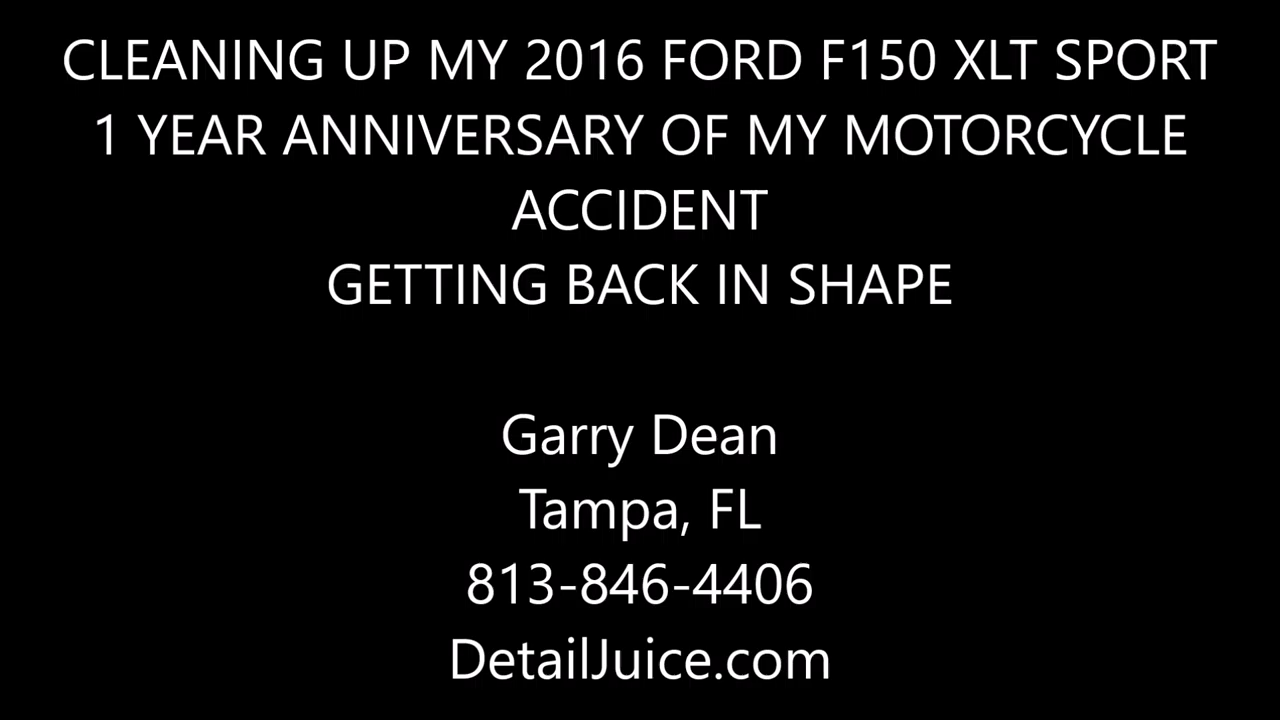 CLEANING UP MY 2016 FORD F150 XLT SPORT
1 YEAR ANNIVERSARY OF MY MOTORCYCLE
ACCIDENT
GETTING BACK IN SHAPE
Garry Dean
Tampa, FL
813-846-4406
DetailJuice.com